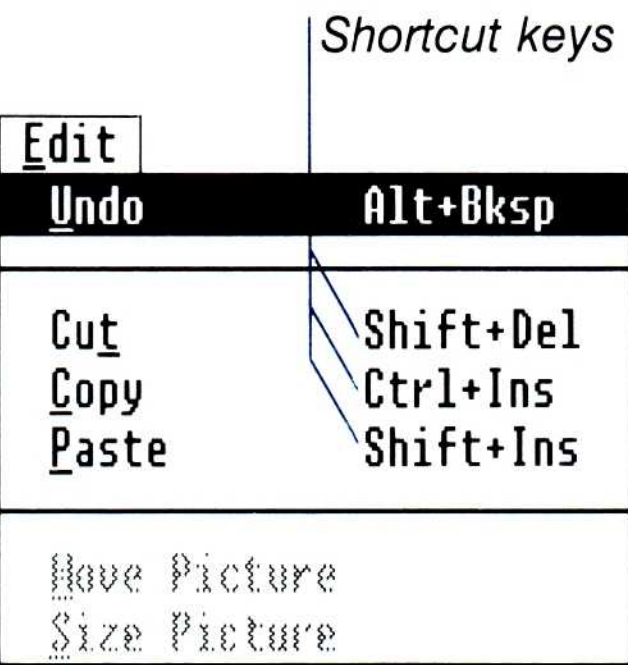 Shortcut keys
Edit
Undo Alt+Bksp
Cut Shift+Del
Copy Ctrl+Ins
Paste Shift+Ins
Move Picture
Size Picture